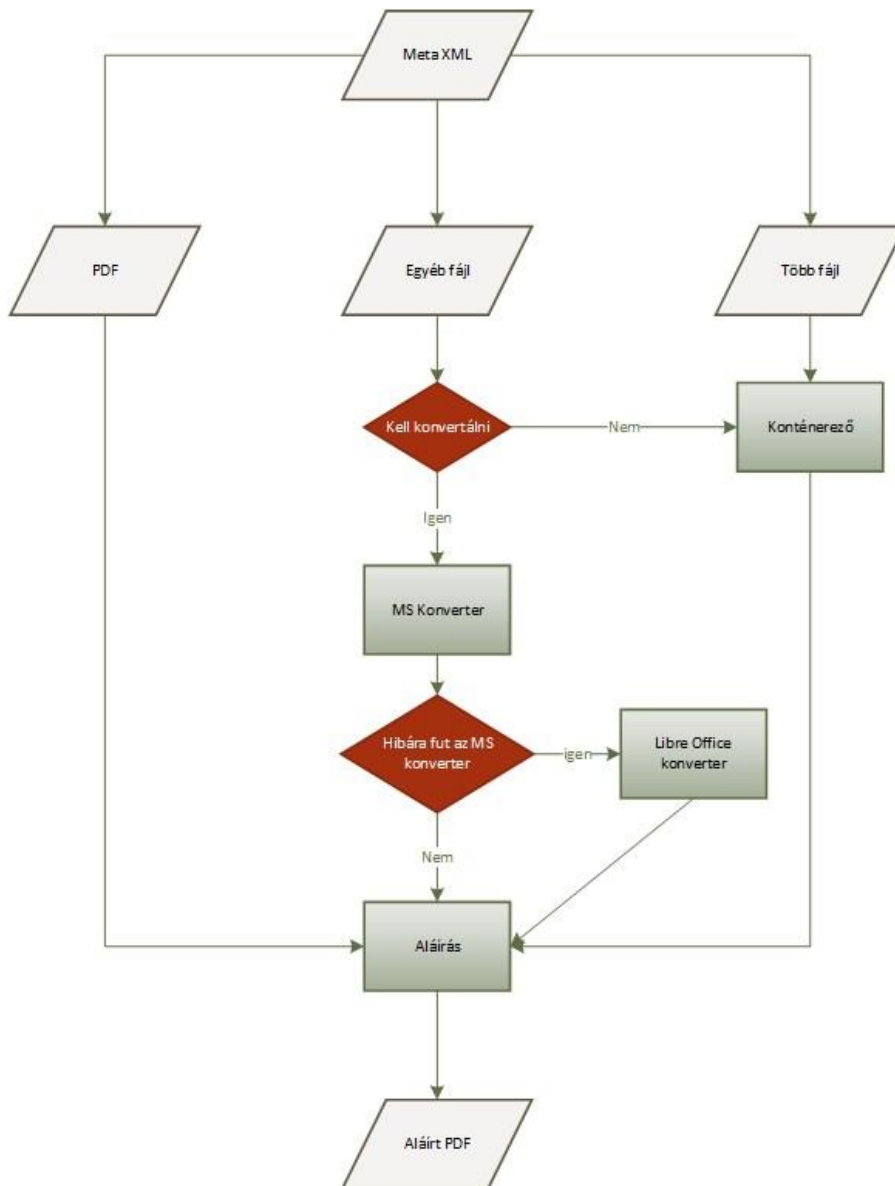 Meta XML
PDF
Egyéb fájl
Több fájl
Kell konvertálni
Nem
Konténerező
Igen
MS Konverter
Hibára fut az MS
konverter
igen
Libre Office
konverter
Nem
Aláírás
Aláírt PDF